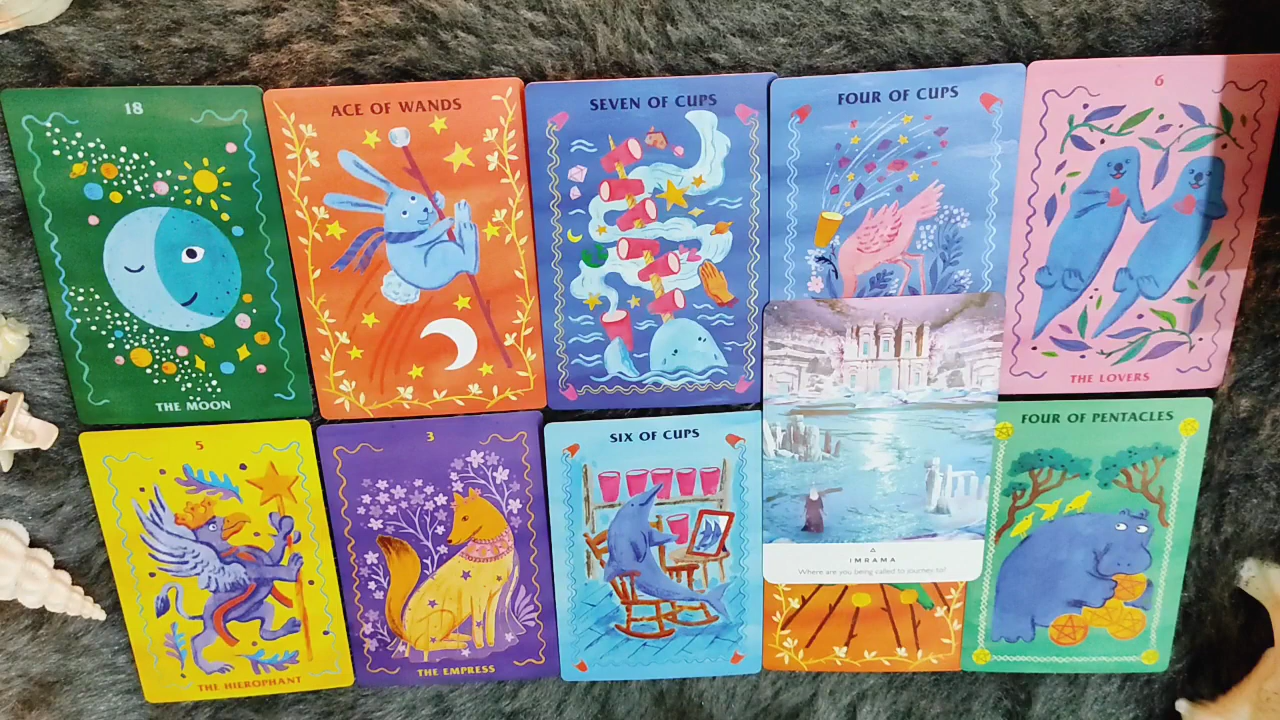 18
THE MOON
ACE OF WANDS
SEVEN OF CUPS
FOUR OF CUPS
6
THE LOVERS
5
THE HIEROPHANT
3
THE EMPRESS
SIX OF CUPS
IMRAMA
Where are you being called to journey to?
FOUR OF PENTACLES